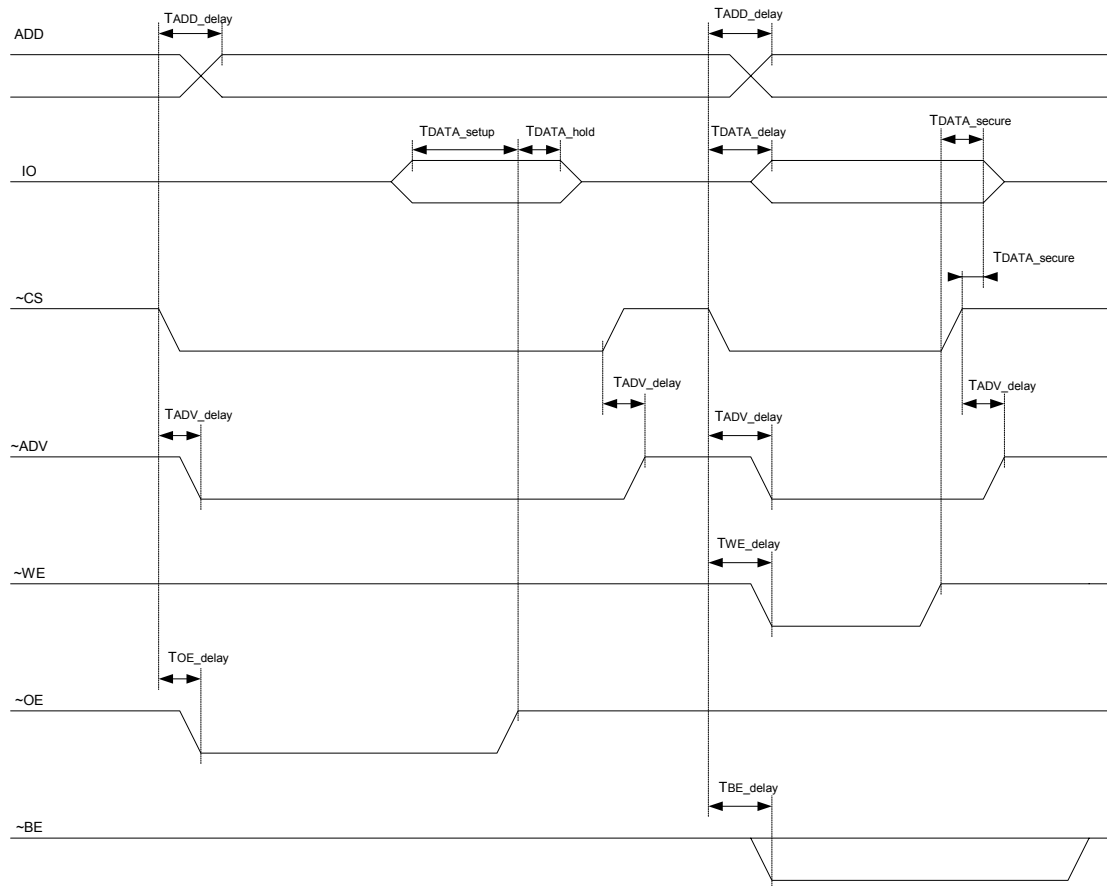 TADD_delay TADD_delay
ADD
TDATA_setup TDATA_hold TDATA_delay TDATA_secure
IO
TDATA_secure
~CS
TADV_delay TADV_delay
TADV_delay TADV_delay
~ADV
TWE_delay
~WE
TOE_delay
~OE
TBE_delay
~BE